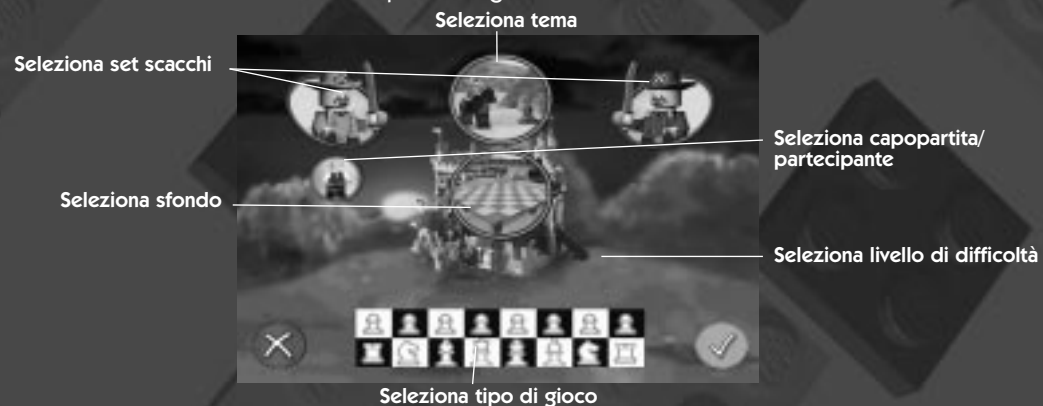 Seleziona tema
Seleziona set scacchi
Seleziona capopartita/
partecipante
Seleziona sfondo
Seleziona livello di difficoltà
Seleziona tipo di gioco